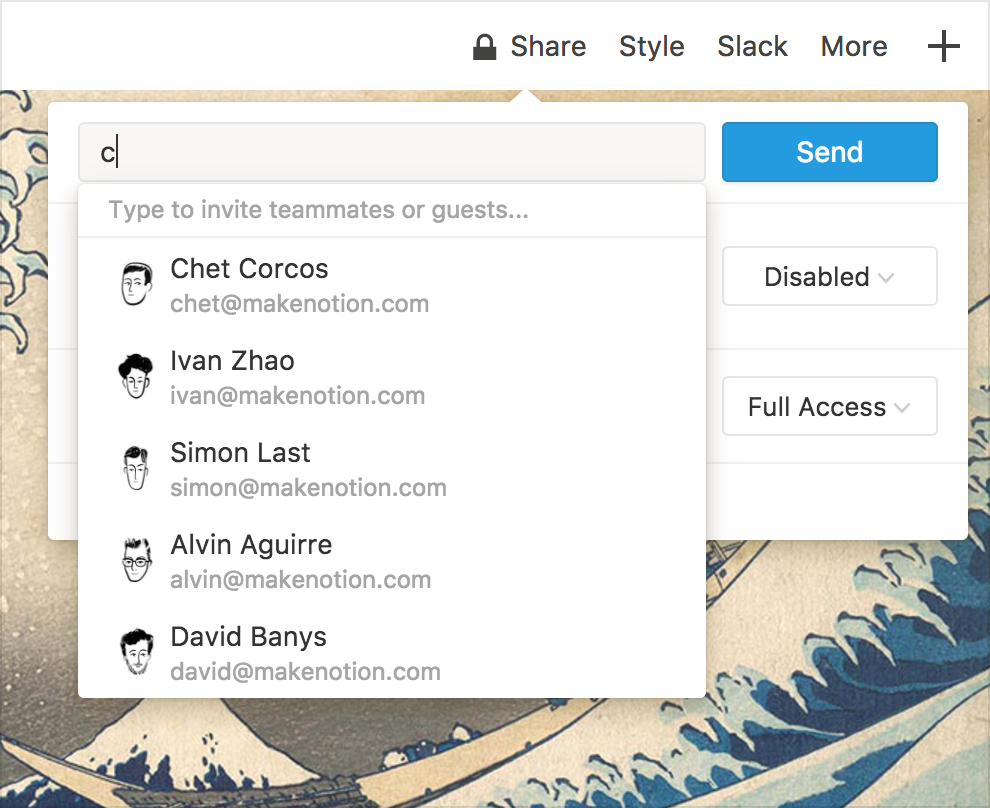 Share Style Slack More
c
Send
Type to invite teammates or guests...
Chet Corcos
chet@makenotion.com
Disabled
Ivan Zhao
ivan@makenotion.com
Full Access
Simon Last
simon@makenotion.com
Alvin Aguirre
alvin@makenotion.com
David Banys
david@makenotion.com